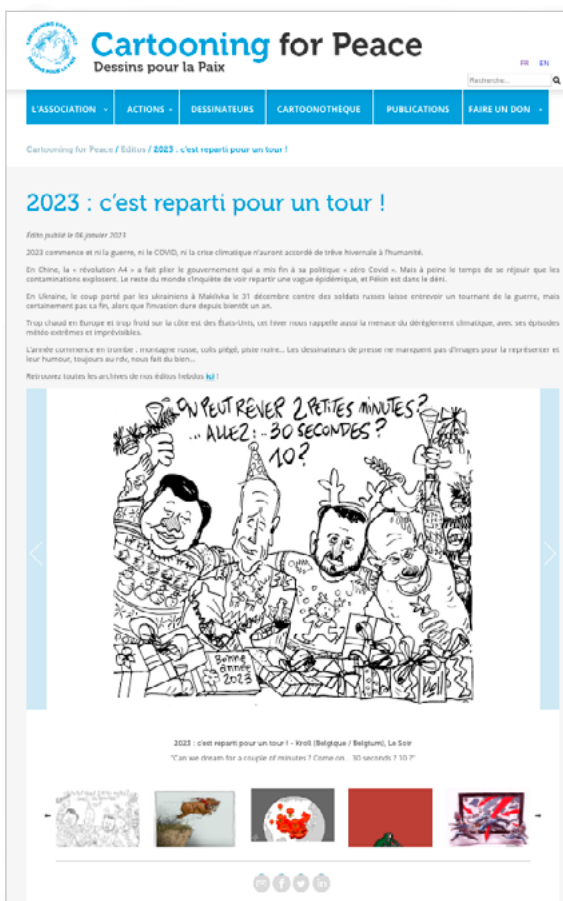 Cartooning for Peace
Dessins pour la Paix
FR EN
Recherche...
L'ASSOCIATION ACTIONS DESSINATEURS CARTOONOTHÈQUE PUBLICATIONS FAIRE UN DON
Cartooning for Peace / Editos / 2023 : c'est reparti pour un tour !
2023 : c'est reparti pour un tour !
Edito publié le 06 janvier 2023
2023 commence et ni la guerre, ni le COVID, ni la crise climatique n'auront accordé de trêve hivernale à l'humanité.
En Chine, la « révolution A4 » a fait plier le gouvernement qui a mis fin à sa politique « zéro Covid ». Mais à peine le temps de se réjouir que les
contaminations explosent. Le reste du monde s'inquiète de voir repartir une vague épidémique, et Pékin est dans le déni.
En Ukraine, le coup porté par les ukrainiens à Makiivka le 31 décembre contre des soldats russes laisse entrevoir un tournant de la guerre, mais
certainement pas sa fin, alors que l'invasion dure depuis bientôt un an.
Trop chaud en Europe et trop froid sur la côte est des États-Unis, cet hiver nous rappelle aussi la menace du dérèglement climatique, avec ses épisodes
météo extrêmes et imprévisibles.
L'année commence en trombe : montagne russe, colis piégé, piste noire... Les dessinateurs de presse ne manquent pas d'images pour la représenter et
leur humour, toujours au rdv, nous fait du bien...
Retrouvez toutes les archives de nos éditos hebdos ici !
ON PEUT RÊVER 2 PETITES MINUTES?
... ALLEZ : .. 30 SECONDES ?
10?
Bonne
année
2023
Kroll
2023 : c'est reparti pour un tour ! - Kroll (Belgique / Belgium), Le Soir
"Can we dream for a couple of minutes ? Come on... 30 seconds ? 10 ?"